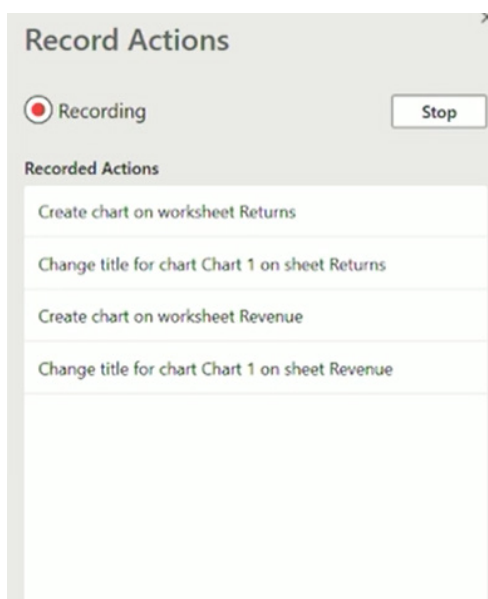 Record Actions
Recording
Stop
Recorded Actions
Create chart on worksheet Returns
Change title for chart Chart 1 on sheet Returns
Create chart on worksheet Revenue
Change title for chart Chart 1 on sheet Revenue